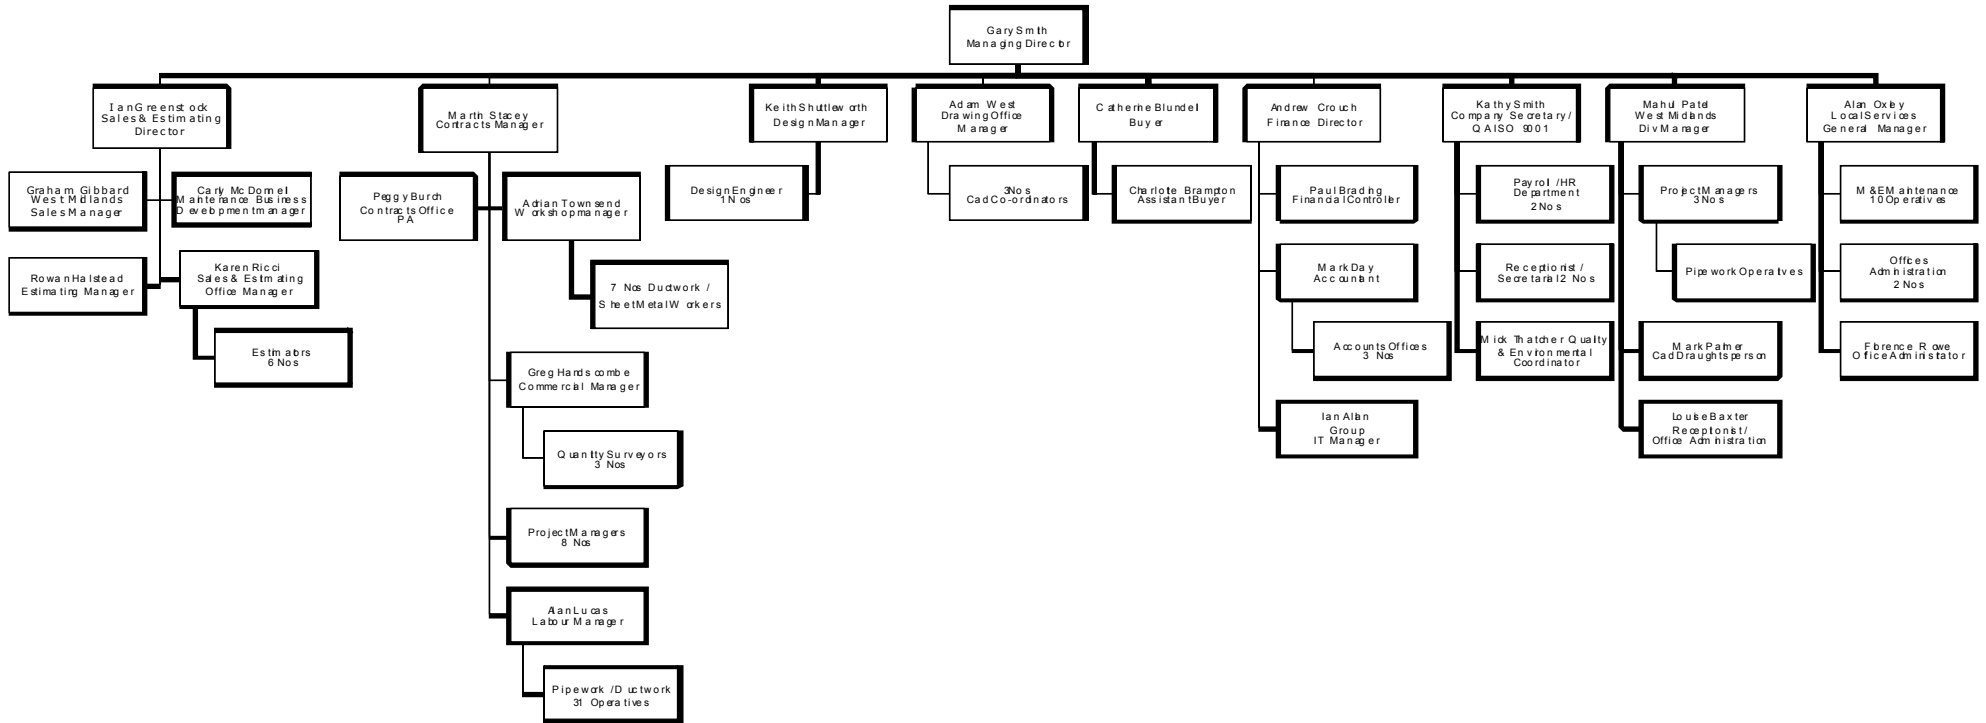 Gary Smith
Managing Director
Ian Greenstock
Sales & Estimating
Director
Martin Stacey
Contracts Manager
Keith Shuttleworth
Design Manager
Adam West
Drawing Office
Manager
Catherine Blundell
Buyer
Andrew Crouch
Finance Director
Kathy Smith
Company Secretary/
QA ISO 9001
Mahul Patel
West Midlands
Div Manager
Alan Oxley
Local Services
General Manager
Graham Gibbard
West Midlands
Sales Manager
Carly McDonnell
Maintenance Business
Development manager
Rowan Halstead
Estimating Manager
Karen Ricci
Sales & Estimating
Office Manager
Estimators
6 Nos
Peggy Burch
Contracts Office
PA
Adrian Townsend
Workshop manager
7 Nos Ductwork /
Sheet Metal Workers
Greg Handscombe
Commercial Manager
Quantity Surveyors
3 Nos
Project Managers
8 Nos
Alan Lucas
Labour Manager
Pipework / Ductwork
31 Operatives
Design Engineer
1 Nos
3 Nos
Cad Co-ordinators
Charlotte Brampton
Assistant Buyer
Paul Brading
Financial Controller
Mark Day
Accountant
Accounts Offices
3 Nos
Ian Allan
Group
IT Manager
Payroll / HR
Department
2 Nos
Receptionist /
Secretarial 2 Nos
Mick Thatcher Quality
& Environmental
Coordinator
Project Managers
3 Nos
Pipework Operatives
Mark Palmer
Cad Draughtsperson
Louise Baxter
Receptionist/
Office Administration
M & E Maintenance
10 Operatives
Offices
Administration
2 Nos
Florence Rowe
Office Administrator